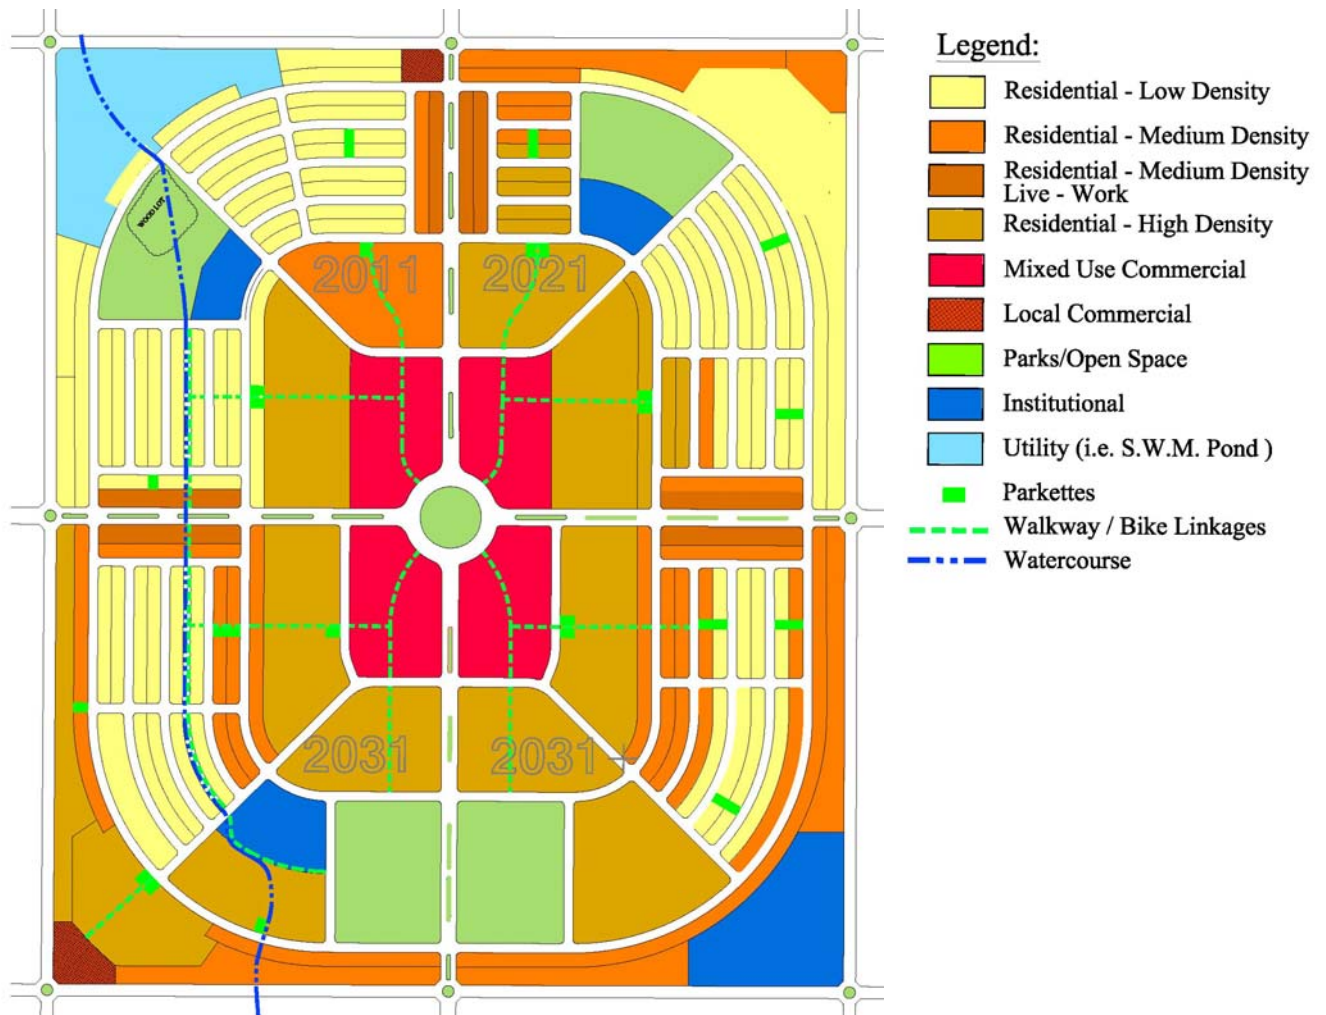 Legend:
Residential - Low Density
Residential - Medium Density
Residential - Medium Density
Live - Work
Residential - High Density
Mixed Use Commercial
Local Commercial
Parks/Open Space
Institutional
Utility (i.e. S.W.M. Pond )
Parkettes
Walkway / Bike Linkages
Watercourse
WOOD LOT
2011
2021
2031
2031